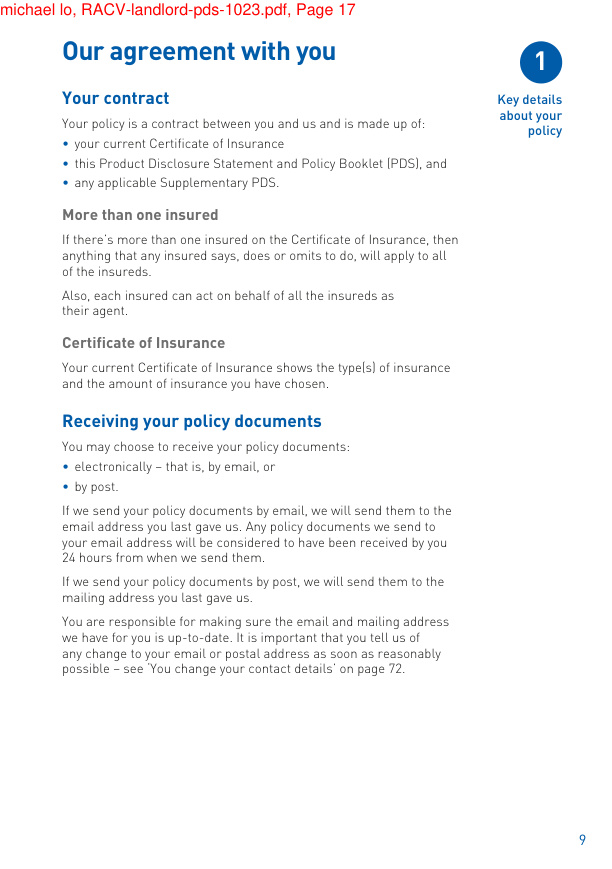 michael lo, RACV-landlord-pds-1023.pdf, Page 17
Our agreement with you
1
Key details
about your
policy
Your contract
Your policy is a contract between you and us and is made up of:
• your current Certificate of Insurance
• this Product Disclosure Statement and Policy Booklet (PDS), and
• any applicable Supplementary PDS.
More than one insured
If there's more than one insured on the Certificate of Insurance, then
anything that any insured says, does or omits to do, will apply to all
of the insureds.
Also, each insured can act on behalf of all the insureds as
their agent.
Certificate of Insurance
Your current Certificate of Insurance shows the type(s) of insurance
and the amount of insurance you have chosen.
Receiving your policy documents
You may choose to receive your policy documents:
• electronically – that is, by email, or
• by post.
If we send your policy documents by email, we will send them to the
email address you last gave us. Any policy documents we send to
your email address will be considered to have been received by you
24 hours from when we send them.
If we send your policy documents by post, we will send them to the
mailing address you last gave us.
You are responsible for making sure the email and mailing address
we have for you is up-to-date. It is important that you tell us of
any change to your email or postal address as soon as reasonably
possible – see 'You change your contact details' on page 72.
9